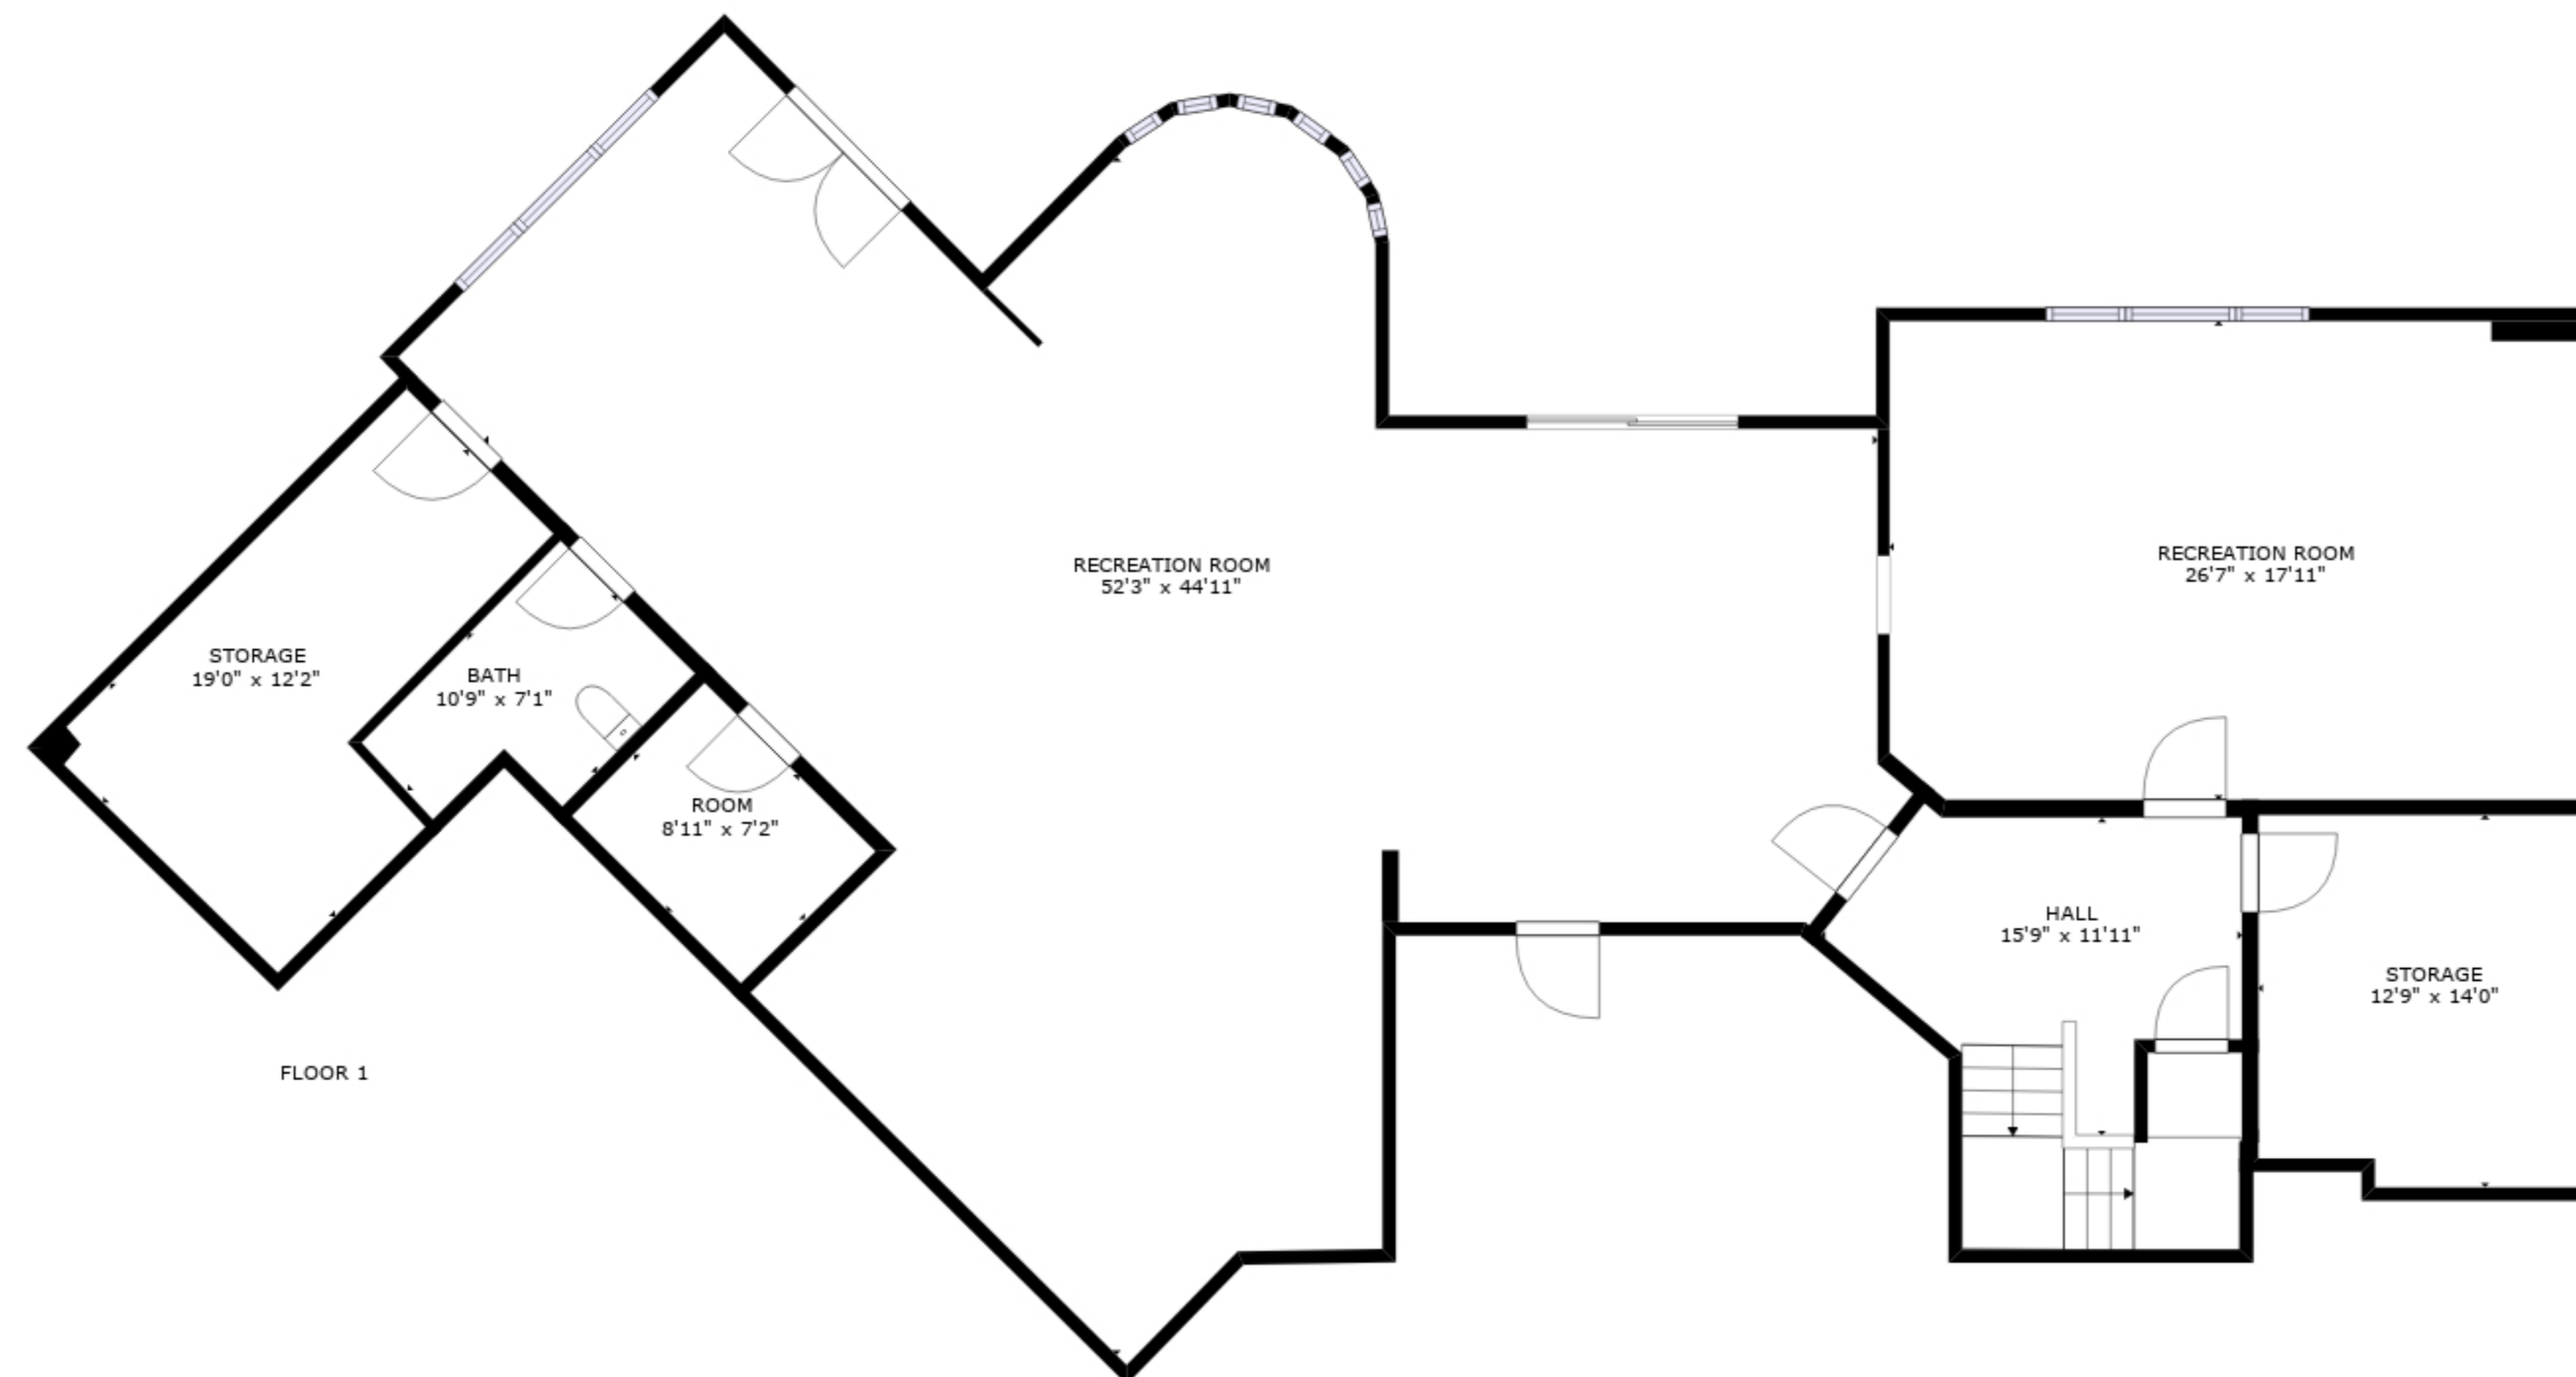 RECREATION ROOM
52'3" x 44'11"
RECREATION ROOM
26'7" x 17'11"
STORAGE
19'0" x 12'2"
BATH
10'9" x 7'1"
ROOM
8'11" x 7'2"
HALL
15'9" x 11'11"
STORAGE
12'9" x 14'0"
FLOOR 1